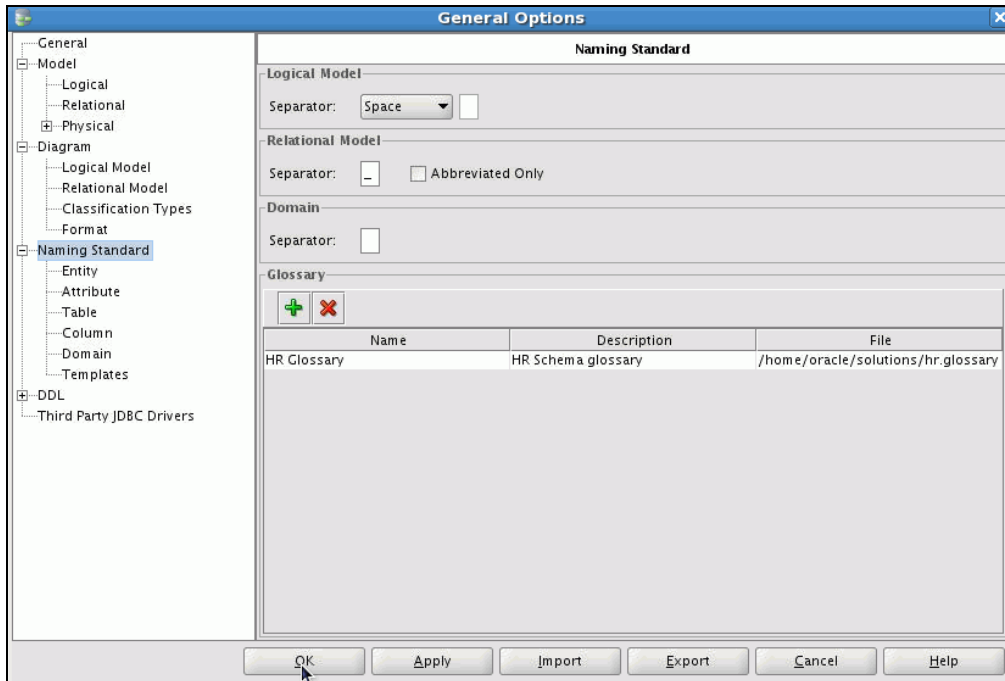 General Options
General
Model
Logical
Relational
Physical
Diagram
Logical Model
Relational Model
Classification Types
Format
Naming Standard
Entity
Attribute
Table
Column
Domain
Templates
DDL
Third Party JDBC Drivers
Naming Standard
Logical Model
Separator: Space
Relational Model
Separator: _ Abbreviated Only
Domain
Separator:
Glossary
Name Description File
HR Glossary HR Schema glossary /home/oracle/solutions/hr.glossary
OK Apply Import Export Cancel Help